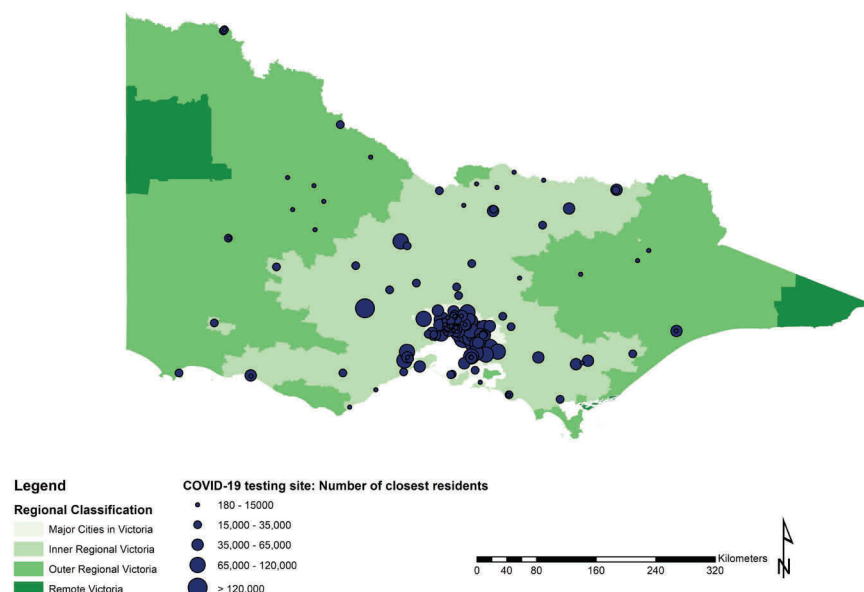 Legend
Regional Classification
Major Cities in Victoria
Inner Regional Victoria
Outer Regional Victoria
Remote Victoria
COVID-19 testing site: Number of closest residents
180 - 15000
15,000 - 35,000
35,000 - 65,000
65,000 - 120,000
> 120,000
Kilometers
0 20 40 80 160 240 320
N